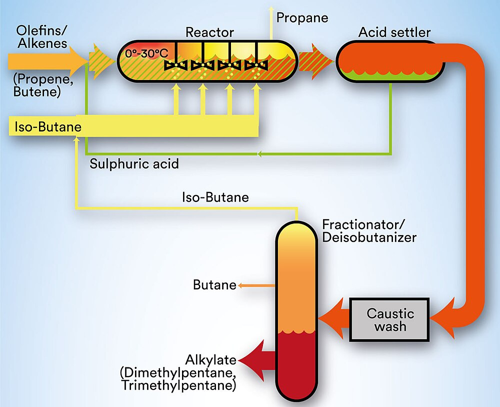 Olefins/
Alkenes
(Propene,
Butene)
Reactor
0°-30°C
Propane
Acid settler
Iso-Butane
Sulphuric acid
Iso-Butane
Fractionator/
Deisobutanizer
Butane
Caustic
wash
Alkylate
(Dimethylpentane,
Trimethylpentane)